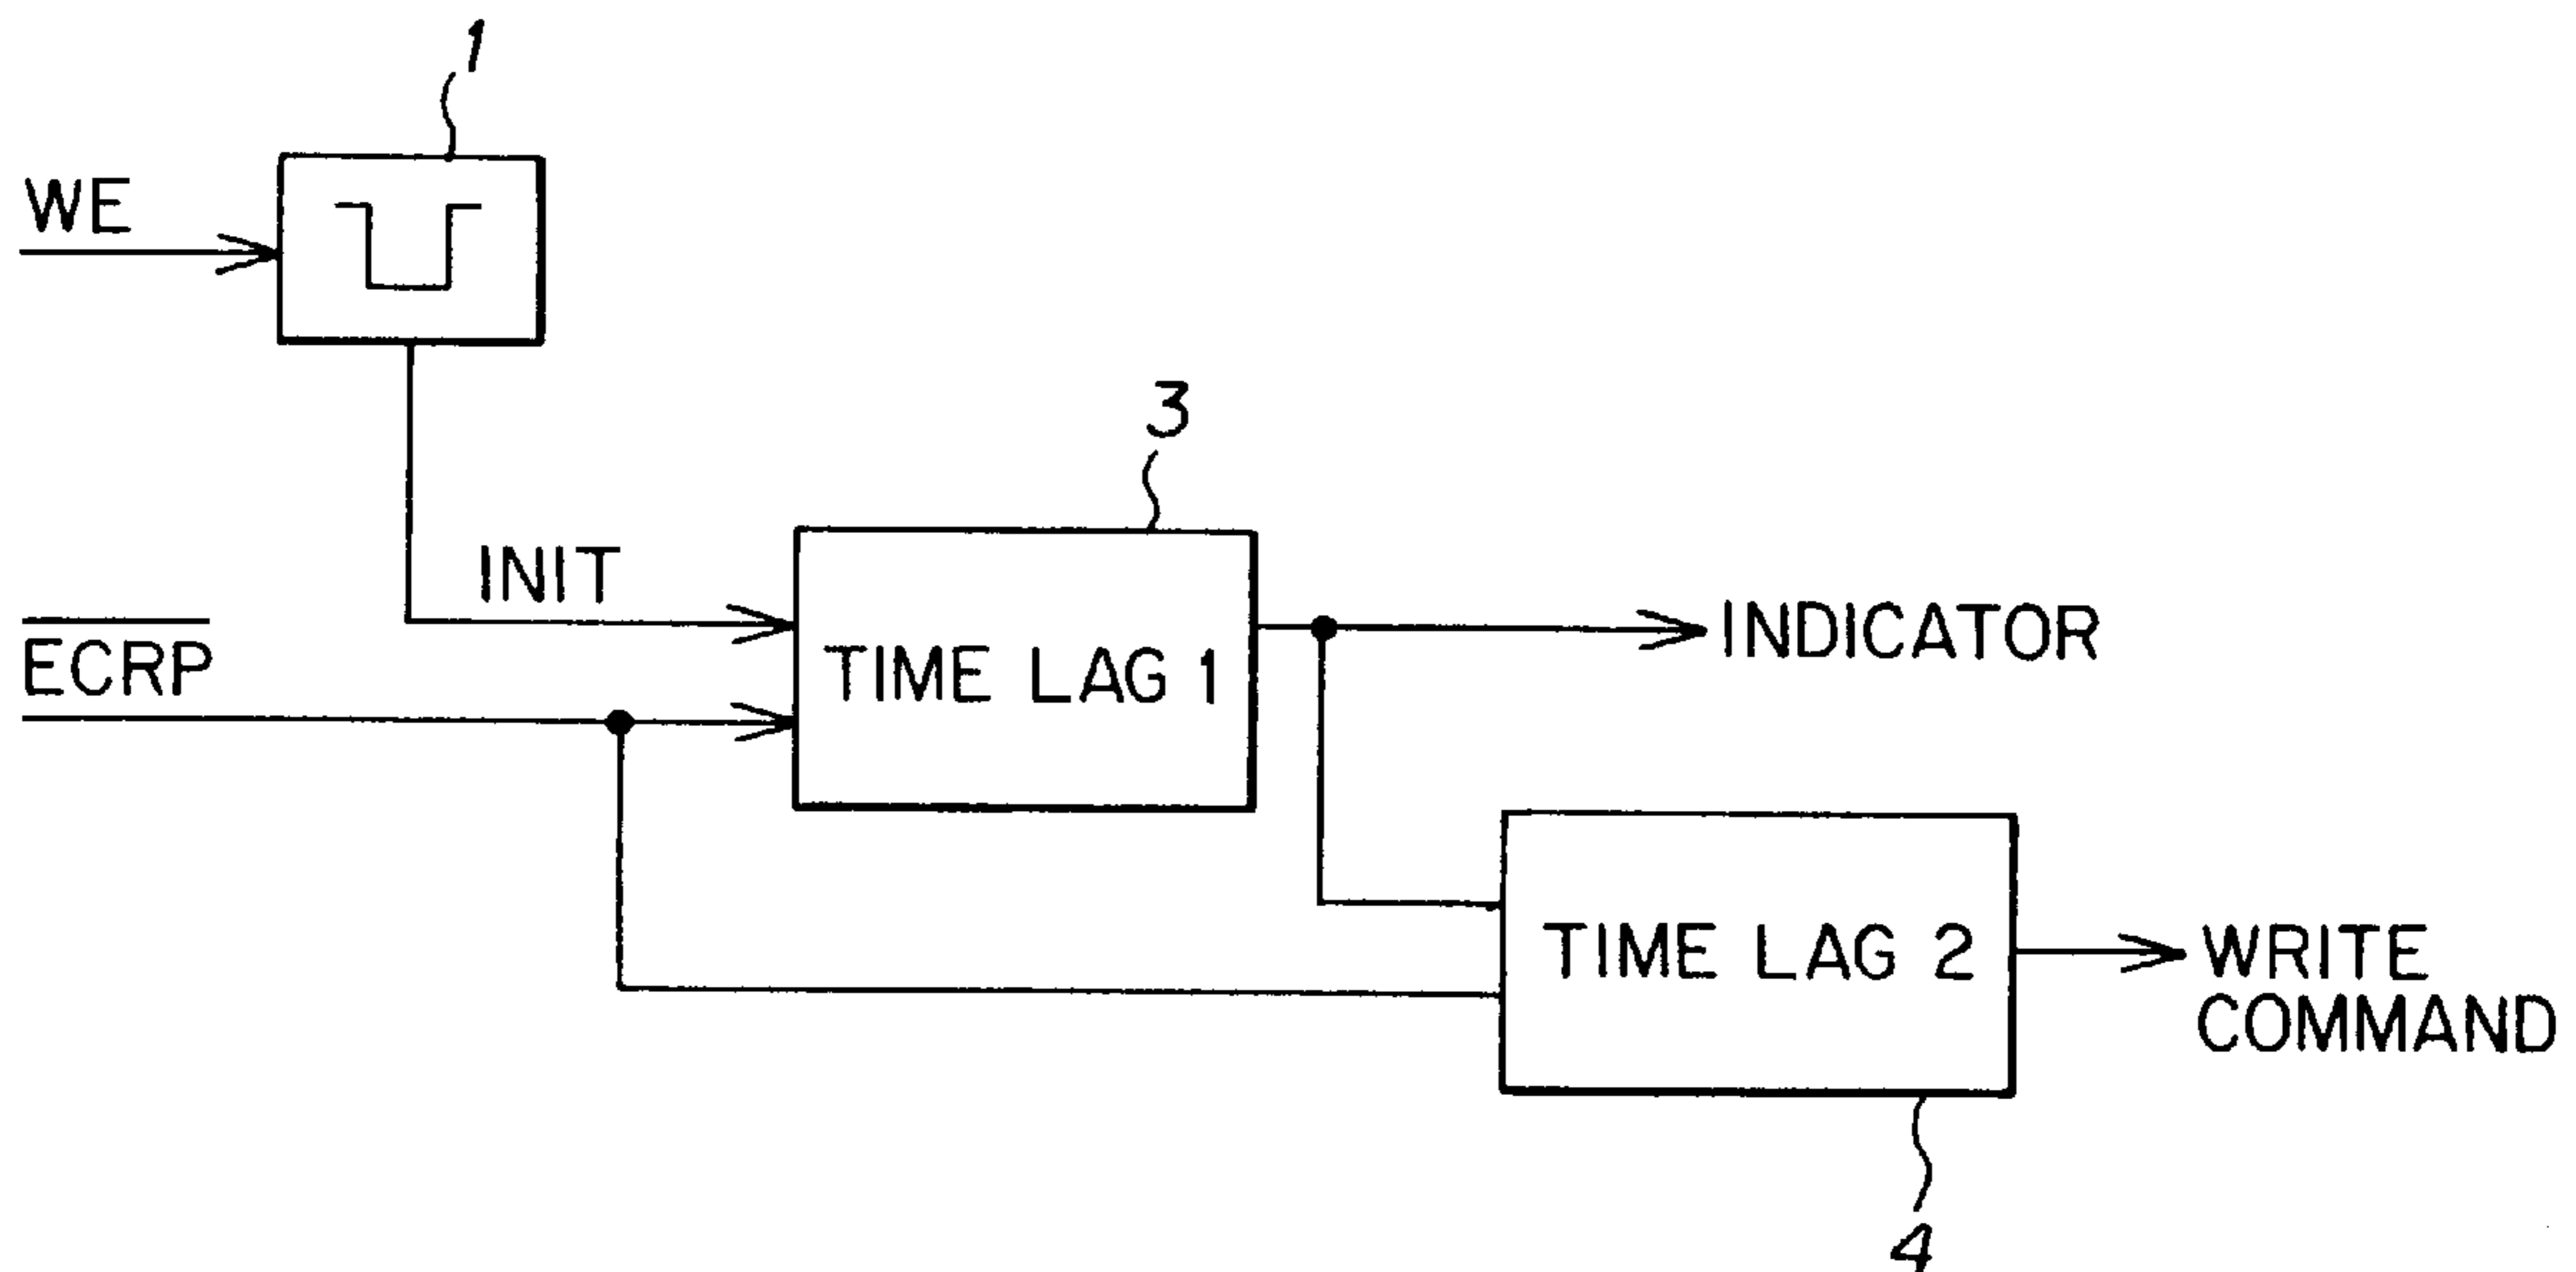 1
WE
3
INIT
ECRP
TIME LAG 1
INDICATOR
TIME LAG 2
WRITE
COMMAND
4